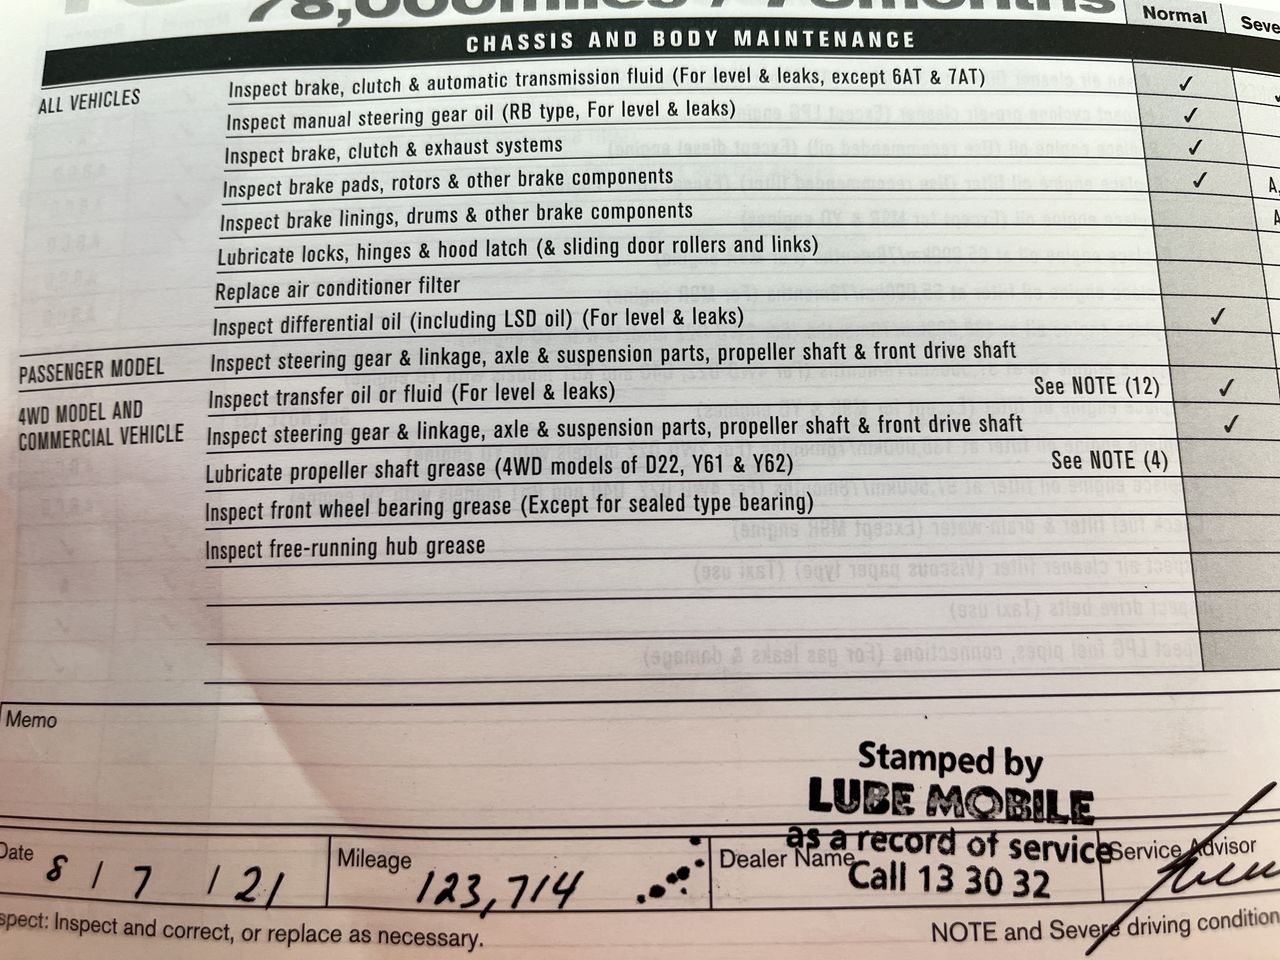 78,000miles / 78months
Normal
CHASSIS AND BODY MAINTENANCE
ALL VEHICLES
Inspect brake, clutch & automatic transmission fluid (For level & leaks, except 6AT & 7AT) ✓
Inspect manual steering gear oil (RB type, For level & leaks) ✓
Inspect brake, clutch & exhaust systems ✓
Inspect brake pads, rotors & other brake components ✓
Inspect brake linings, drums & other brake components
Lubricate locks, hinges & hood latch (& sliding door rollers and links)
Replace air conditioner filter
Inspect differential oil (including LSD oil) (For level & leaks) ✓
PASSENGER MODEL
Inspect steering gear & linkage, axle & suspension parts, propeller shaft & front drive shaft
4WD MODEL AND
COMMERCIAL VEHICLE
Inspect transfer oil or fluid (For level & leaks) See NOTE (12) ✓
Inspect steering gear & linkage, axle & suspension parts, propeller shaft & front drive shaft ✓
Lubricate propeller shaft grease (4WD models of D22, Y61 & Y62) See NOTE (4)
Inspect front wheel bearing grease (Except for sealed type bearing)
Inspect free-running hub grease
Memo
Stamped by
LUBE MOBILE
as a record of service
Call 13 30 32
Date 8 / 7 / 21
Mileage 123,714
Dealer Name
Service Advisor
spect: Inspect and correct, or replace as necessary.
NOTE and Severe driving condition